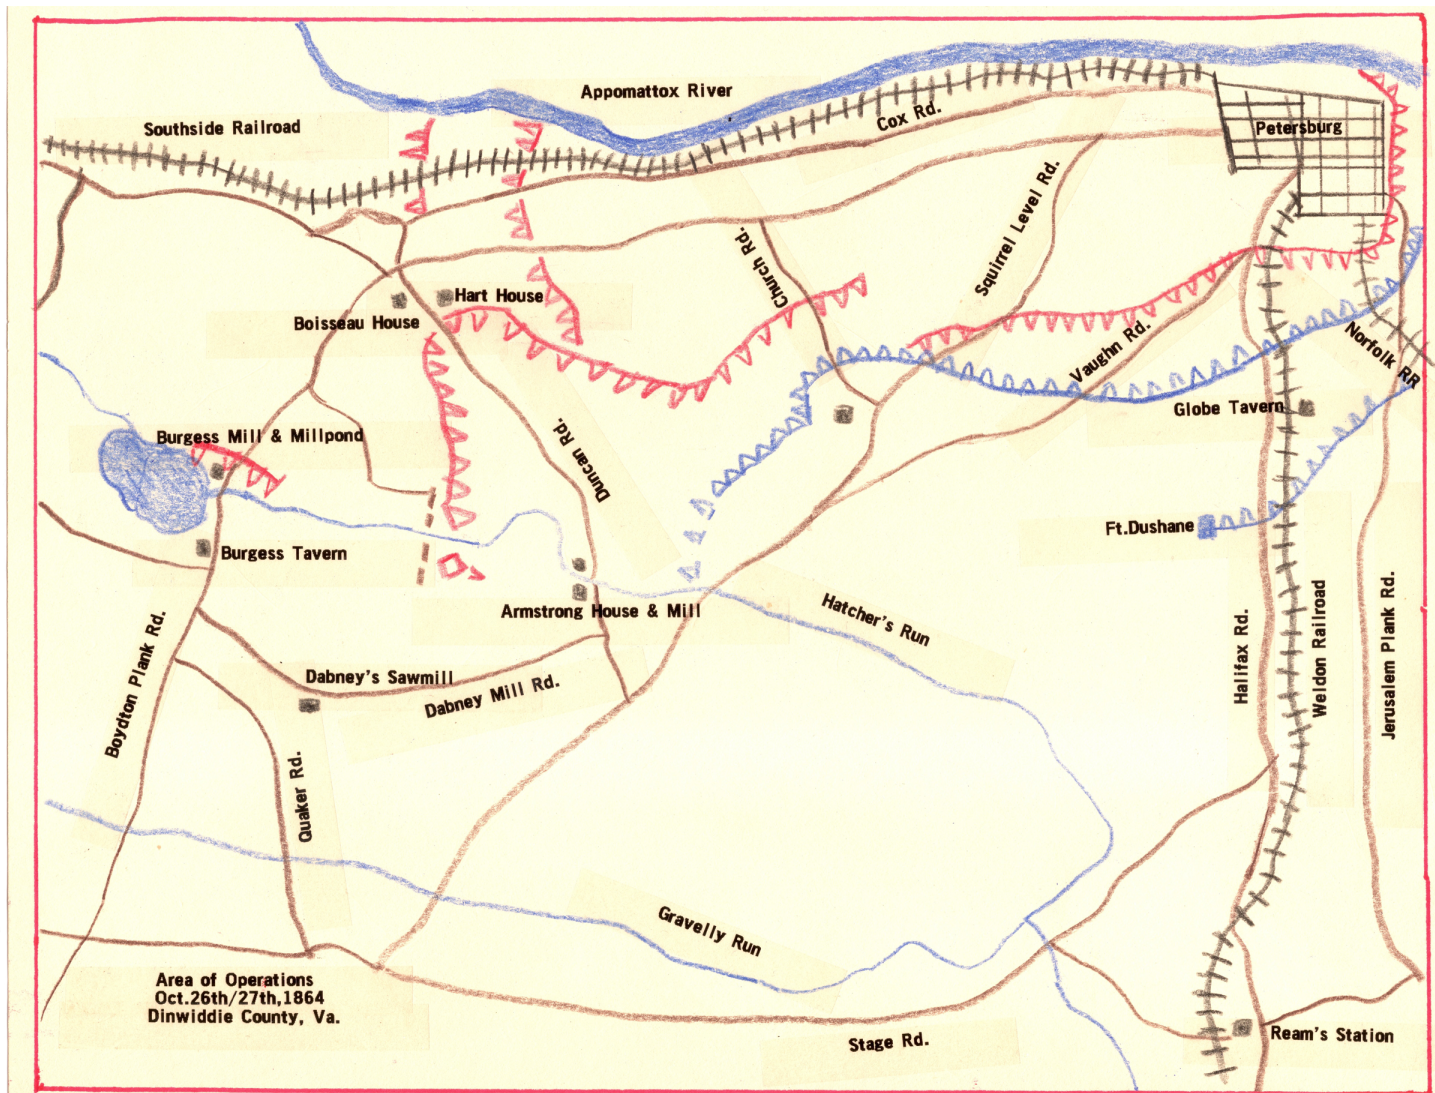 Appomattox River
Southside Railroad
Cox Rd.
Petersburg
Squirrel Level Rd.
Church Rd.
Hart House
Boisseau House
Vaughn Rd.
Norfolk RR
Globe Tavern
Burgess Mill & Millpond
Duncan Rd.
Ft.Dushane
Burgess Tavern
Armstrong House & Mill
Hatcher's Run
Boydton Plank Rd.
Halifax Rd.
Weldon Railroad
Jerusalem Plank Rd.
Dabney's Sawmill
Dabney Mill Rd.
Quaker Rd.
Gravelly Run
Area of Operations
Oct.26th/27th,1864
Dinwiddie County, Va.
Stage Rd.
Ream's Station